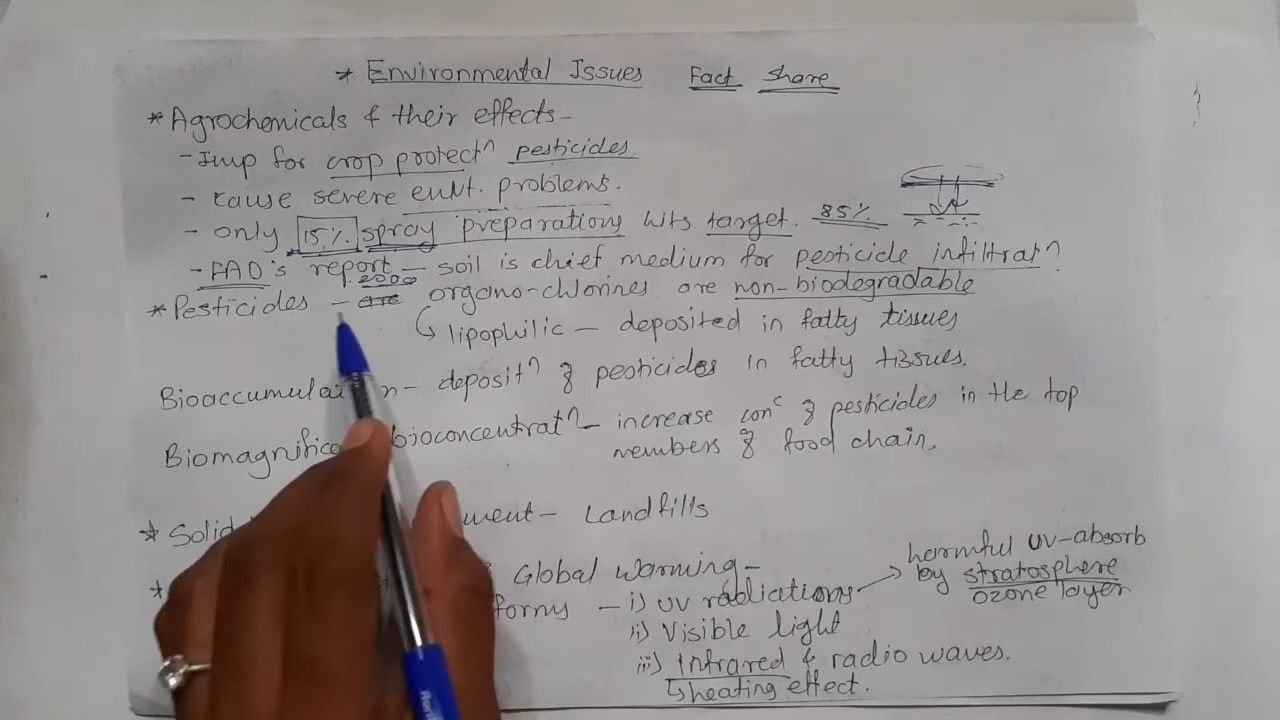 * Environmental Issues Fact Share
* Agrochemicals & their effects -
- Imp for crop protectⁿ pesticides
- cause severe envt. problems.
- only 15% spray preparations hits target. 85%
- FAO's report - soil is chief medium for pesticide infiltratⁿ
2000
* Pesticides - organo-chlorines are non-biodegradable
lipophilic - deposited in fatty tissues
- depositⁿ of pesticides in fatty tissues.
bioconcentratⁿ - increase conᶜ of pesticides in the top
members of food chain.
* Solid - Landfills
* Global Warming -
- i) UV radiations → harmful UV-absorb
by stratosphere
ozone layer
ii) Visible light
iii) Infrared & radio waves.
↳ heating effect.